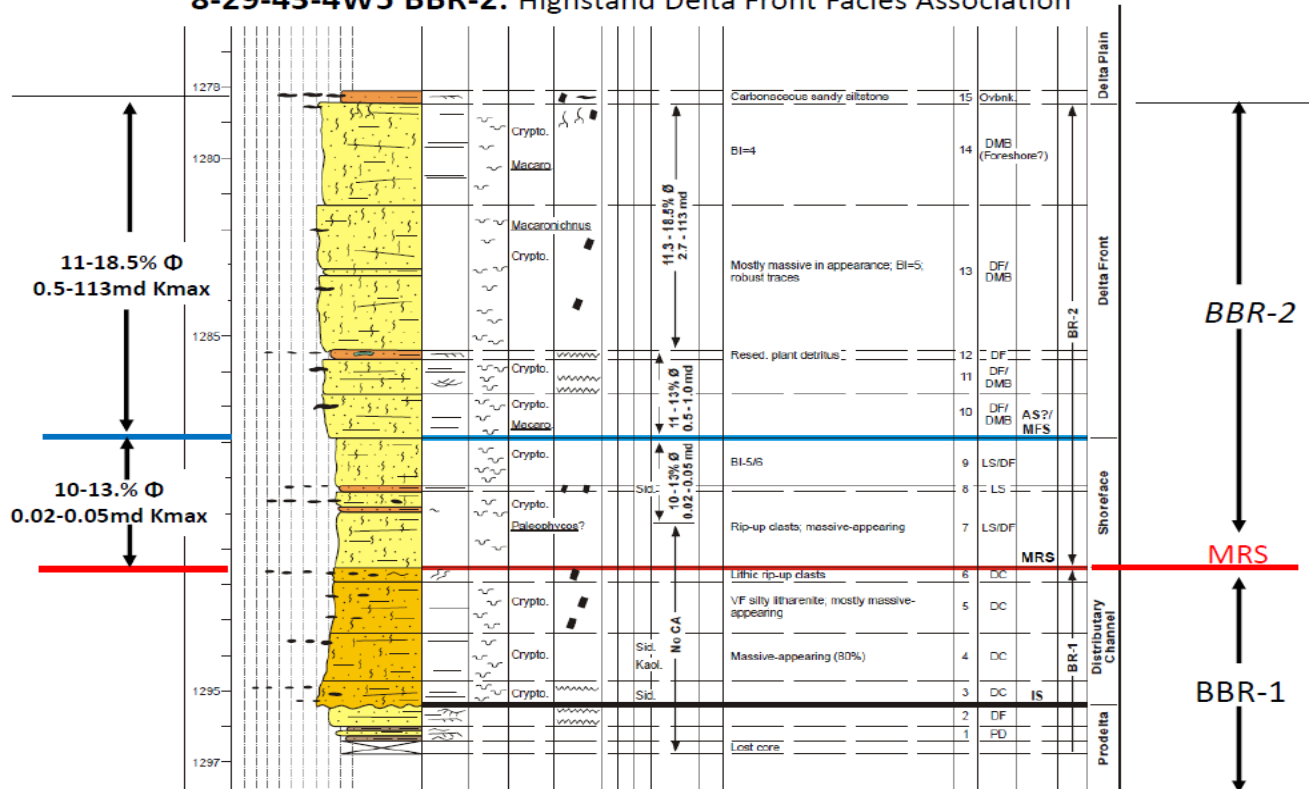 8-29-43-4W5 BBR-2: Highstand Delta Front Facies Association
Delta Plain
1278
Carbonaceous sandy siltstone
15
Ovbnk.
Crypto.
1280
BI=4
14
DMB
(Foreshore?)
Macaro
11.3 - 18.5% Ø
2.7 - 113 md
Macaronichnus
11-18.5% Φ
0.5-113md Kmax
Crypto.
Mostly massive in appearance; BI=5;
robust traces
13
DF/
DMB
Delta Front
BBR-2
BR-2
1285
Resed. plant detritus
12
DF
Crypto.
11
DF/
DMB
11 - 13% Ø
0.5 - 1.0 md
Crypto.
10
DF/
DMB
AS?/
MFS
Macaro
Crypto.
BI-5/6
9
LS/DF
10-13% Ø
0.02 - 0.05 md
10-13.% Φ
0.02-0.05md Kmax
Sid.
8
LS
Shoreface
Crypto.
Paleophycos?
Rip-up clasts; massive-appearing
7
LS/DF
MRS
MRS
Lithic rip-up clasts
6
DC
Crypto.
VF silty litharenite; mostly massive-
appearing
5
DC
No CA
Distributary
Channel
BR-1
Sid.
Crypto.
Massive-appearing (80%)
4
DC
Kaol.
1295
Crypto.
Sid.
3
DC
IS
BBR-1
2
DF
1
PD
Prodelta
Lost core
1297